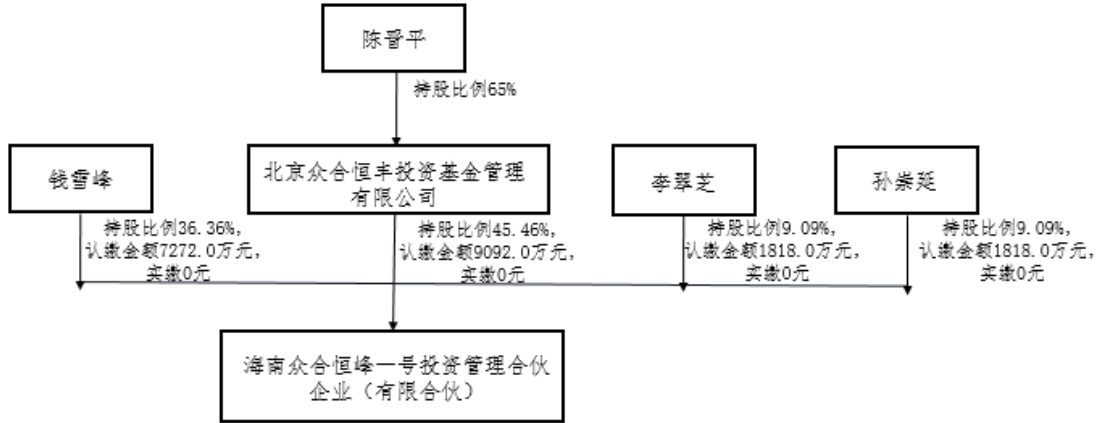 陈晋平
持股比例65%
钱雪峰
北京众合恒丰投资基金管理
有限公司
李翠芝
孙崇延
持股比例36.36%,
认缴金额7272.0万元,
实缴0元
持股比例45.46%,
认缴金额9092.0万元,
实缴0元
持股比例9.09%,
认缴金额1818.0万元,
实缴0元
持股比例9.09%,
认缴金额1818.0万元,
实缴0元
海南众合恒峰一号投资管理合伙
企业（有限合伙）